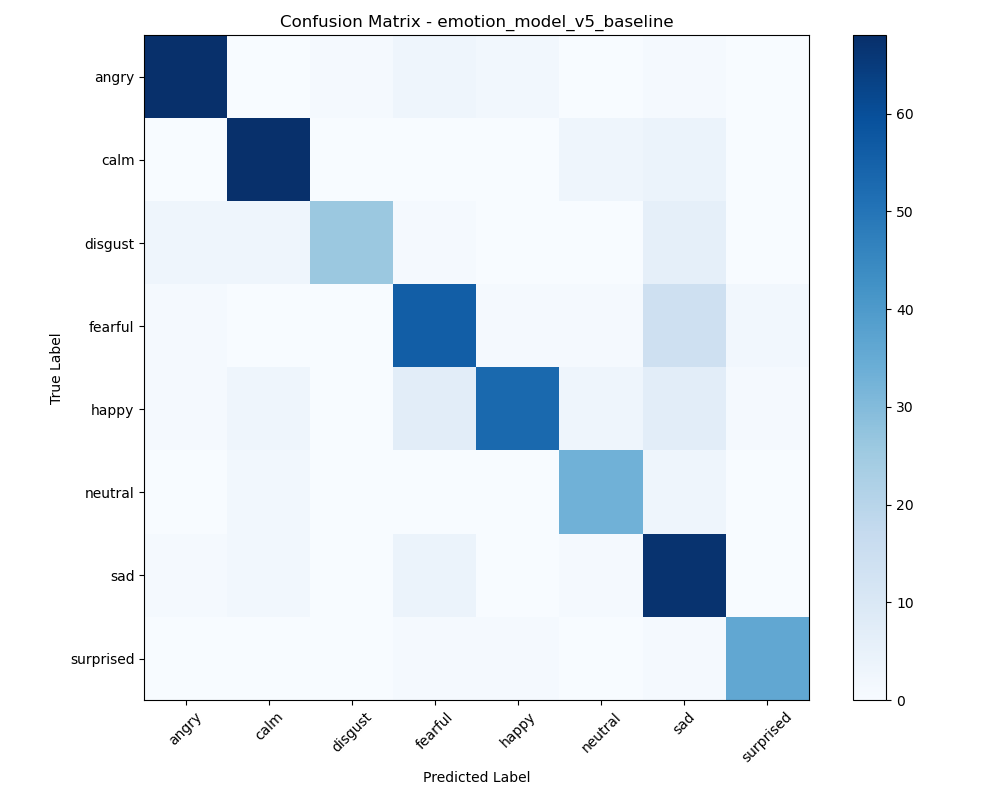 Confusion Matrix - emotion_model_v5_baseline
True Label
angry
calm
disgust
fearful
happy
neutral
sad
surprised
angry
calm
disgust
fearful
happy
neutral
sad
surprised
Predicted Label
60
50
40
30
20
10
0